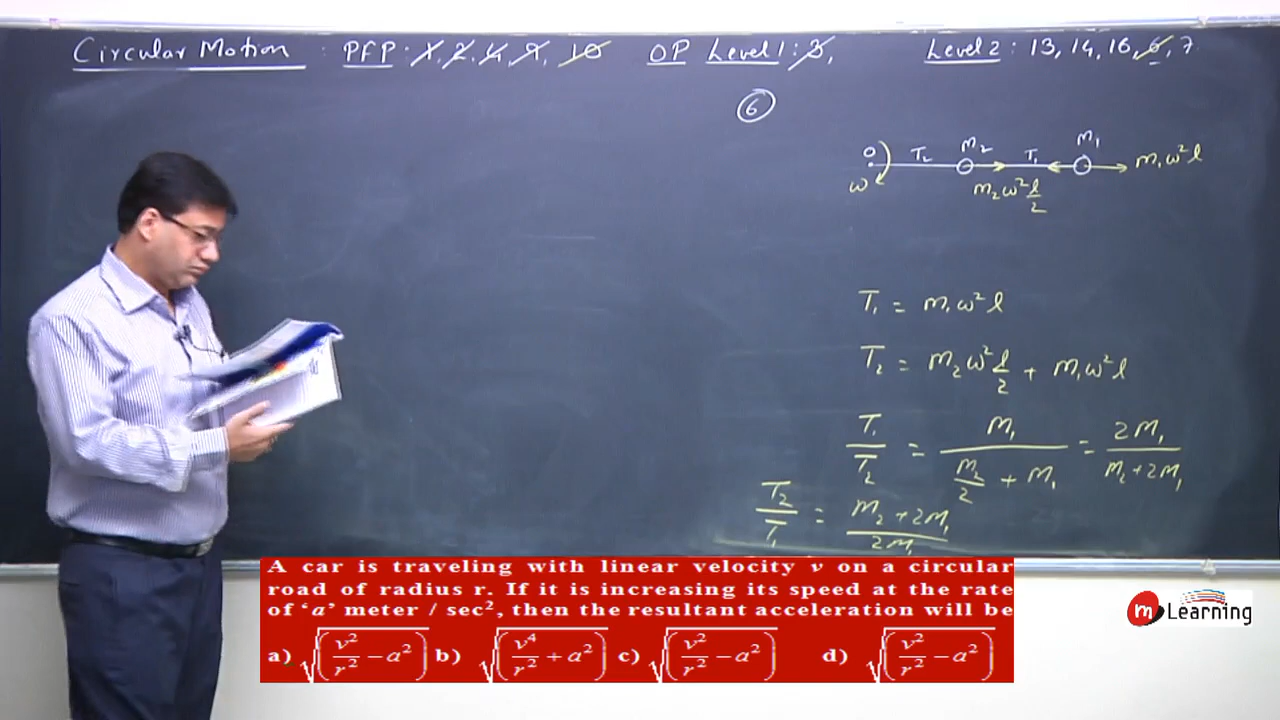 Circular Motion : PFP : 1, 2, 4, 9, 10 OP Level 1 : 3, Level 2 : 13, 14, 16, 6, 7
6
O T₂ M₂ T₁ M₁ M₁ω²l
ω M₂ω²l/2
T₁ = M₁ω²l
T₂ = M₂ω²l/2 + M₁ω²l
T₁/T₂ = M₁/(M₂/2 + M₁) = 2M₁/(M₂+2M₁)
T₂/T₁ = (M₂+2M₁)/2M₁
A car is traveling with linear velocity v on a circular
road of radius r. If it is increasing its speed at the rate
of ‘a’ meter / sec², then the resultant acceleration will be
a) √(v²/r² − a²) b) √(v⁴/r² + a²) c) √(v²/r² − a²) d) √(v²/r² − a²)
m Learning